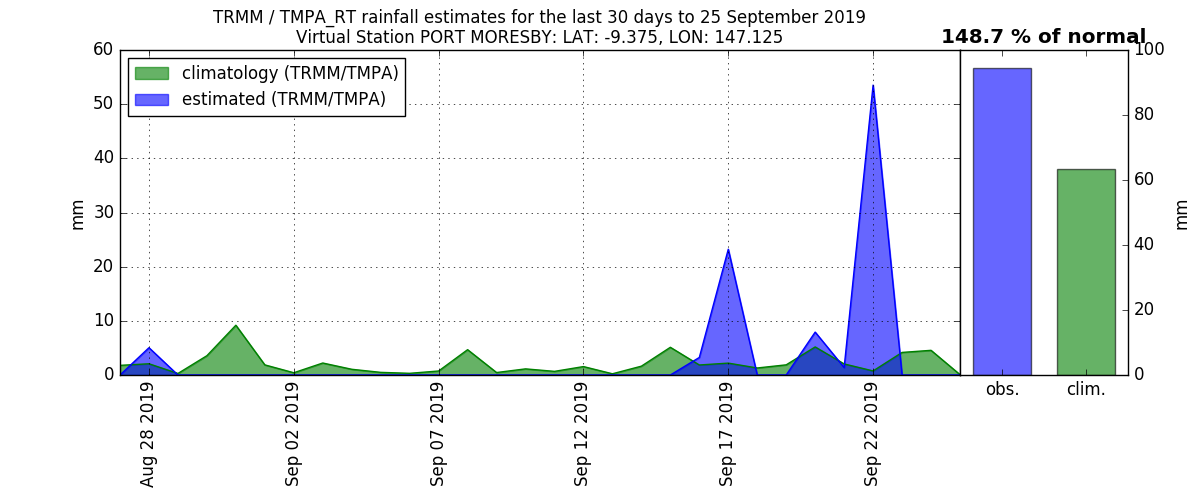 TRMM / TMPA_RT rainfall estimates for the last 30 days to 25 September 2019
Virtual Station PORT MORESBY: LAT: -9.375, LON: 147.125
148.7 % of normal
climatology (TRMM/TMPA)
estimated (TRMM/TMPA)
60
50
40
30
20
10
0
mm
Aug 28 2019
Sep 02 2019
Sep 07 2019
Sep 12 2019
Sep 17 2019
Sep 22 2019
obs.
clim.
100
80
60
40
20
0
mm